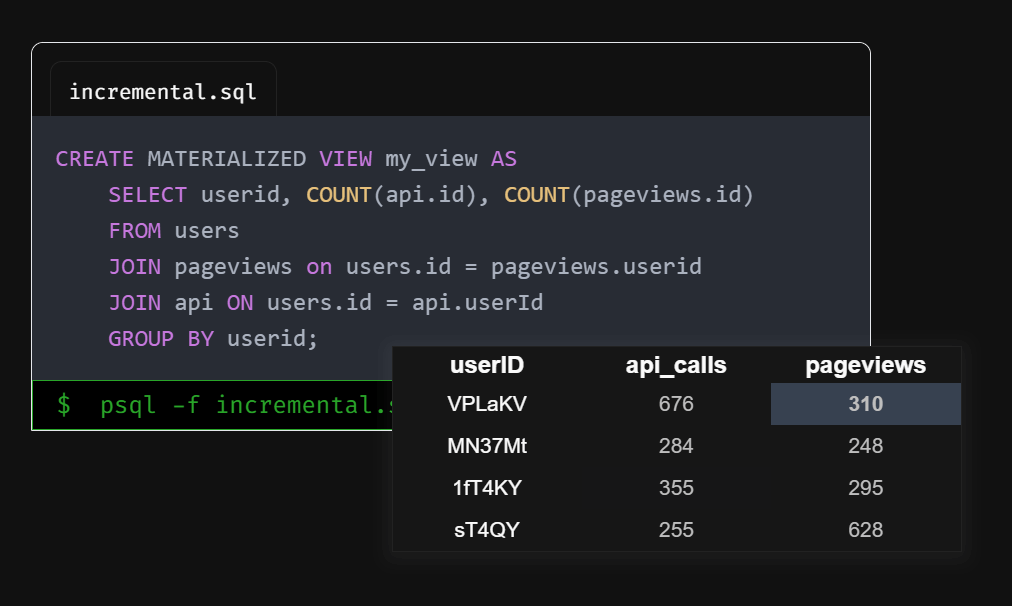 incremental.sql
CREATE MATERIALIZED VIEW my_view AS
SELECT userid, COUNT(api.id), COUNT(pageviews.id)
FROM users
JOIN pageviews on users.id = pageviews.userid
JOIN api ON users.id = api.userId
GROUP BY userid;
$ psql -f incremental.s
userID api_calls pageviews
VPLaKV 676 310
MN37Mt 284 248
1fT4KY 355 295
sT4QY 255 628